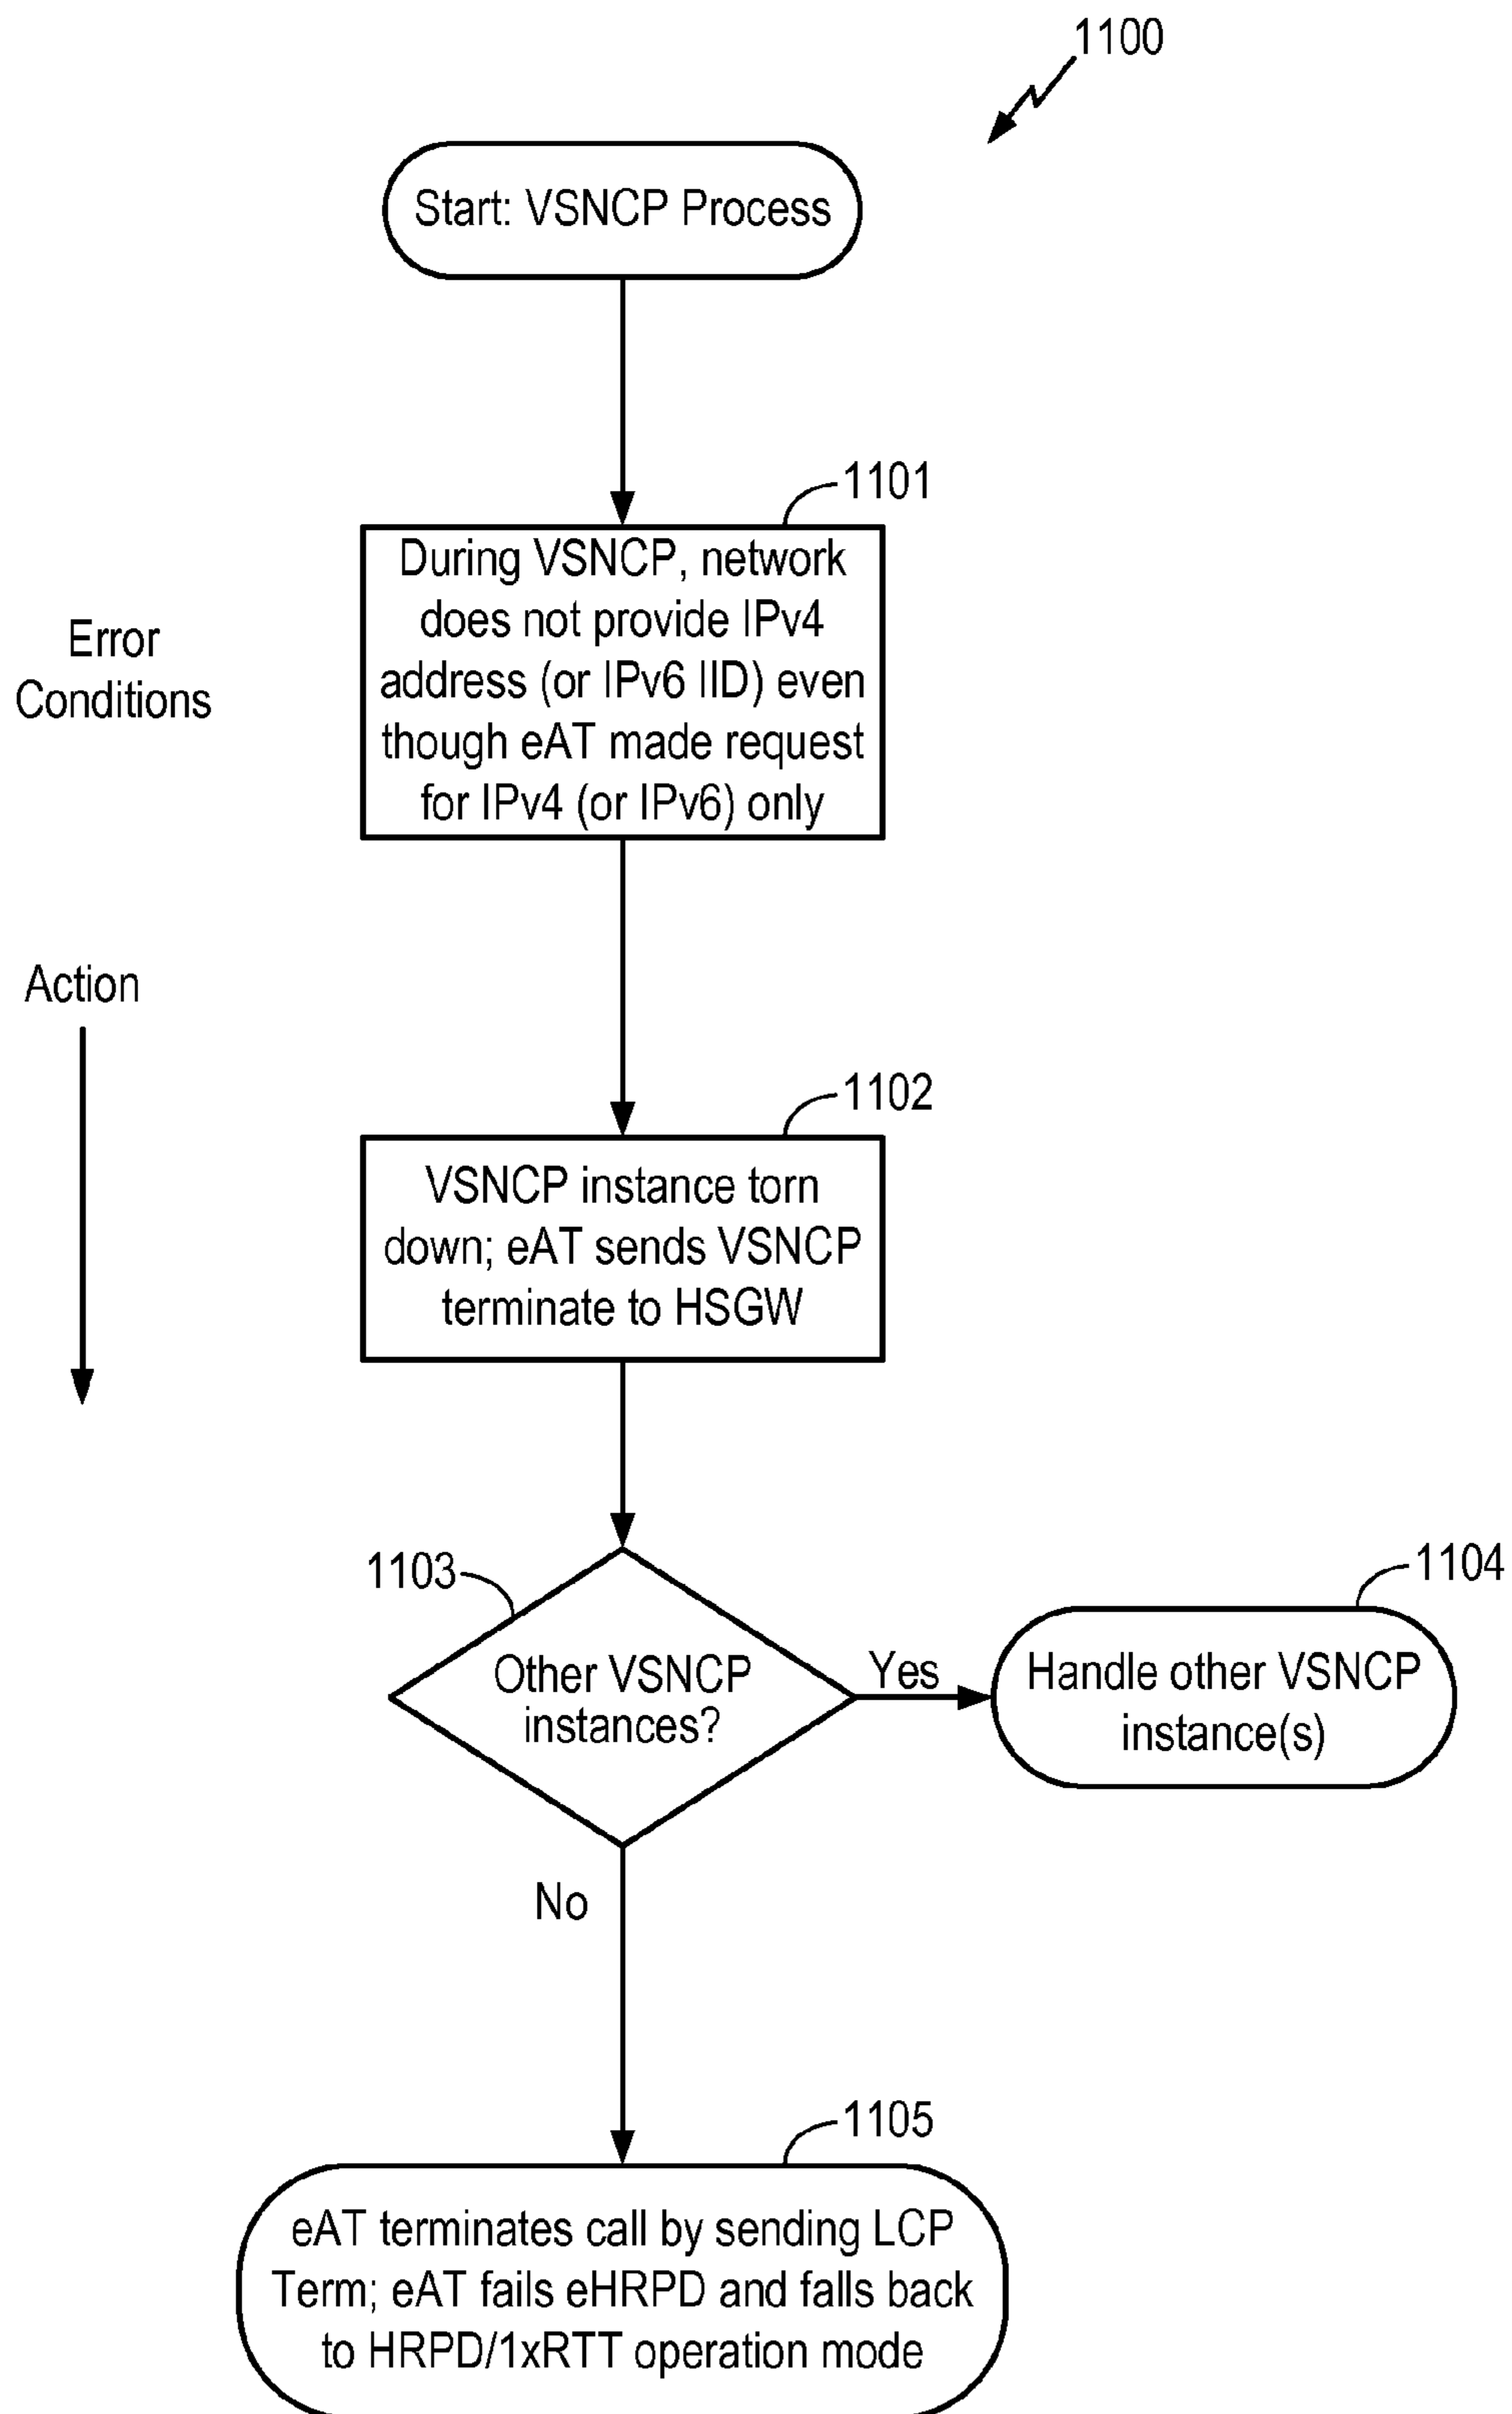 1100
Start: VSNCP Process
1101
During VSNCP, network
does not provide IPv4
address (or IPv6 IID) even
though eAT made request
for IPv4 (or IPv6) only
Error
Conditions
Action
1102
VSNCP instance torn
down; eAT sends VSNCP
terminate to HSGW
1103
Other VSNCP
instances?
Yes
1104
Handle other VSNCP
instance(s)
No
1105
eAT terminates call by sending LCP
Term; eAT fails eHRPD and falls back
to HRPD/1xRTT operation mode